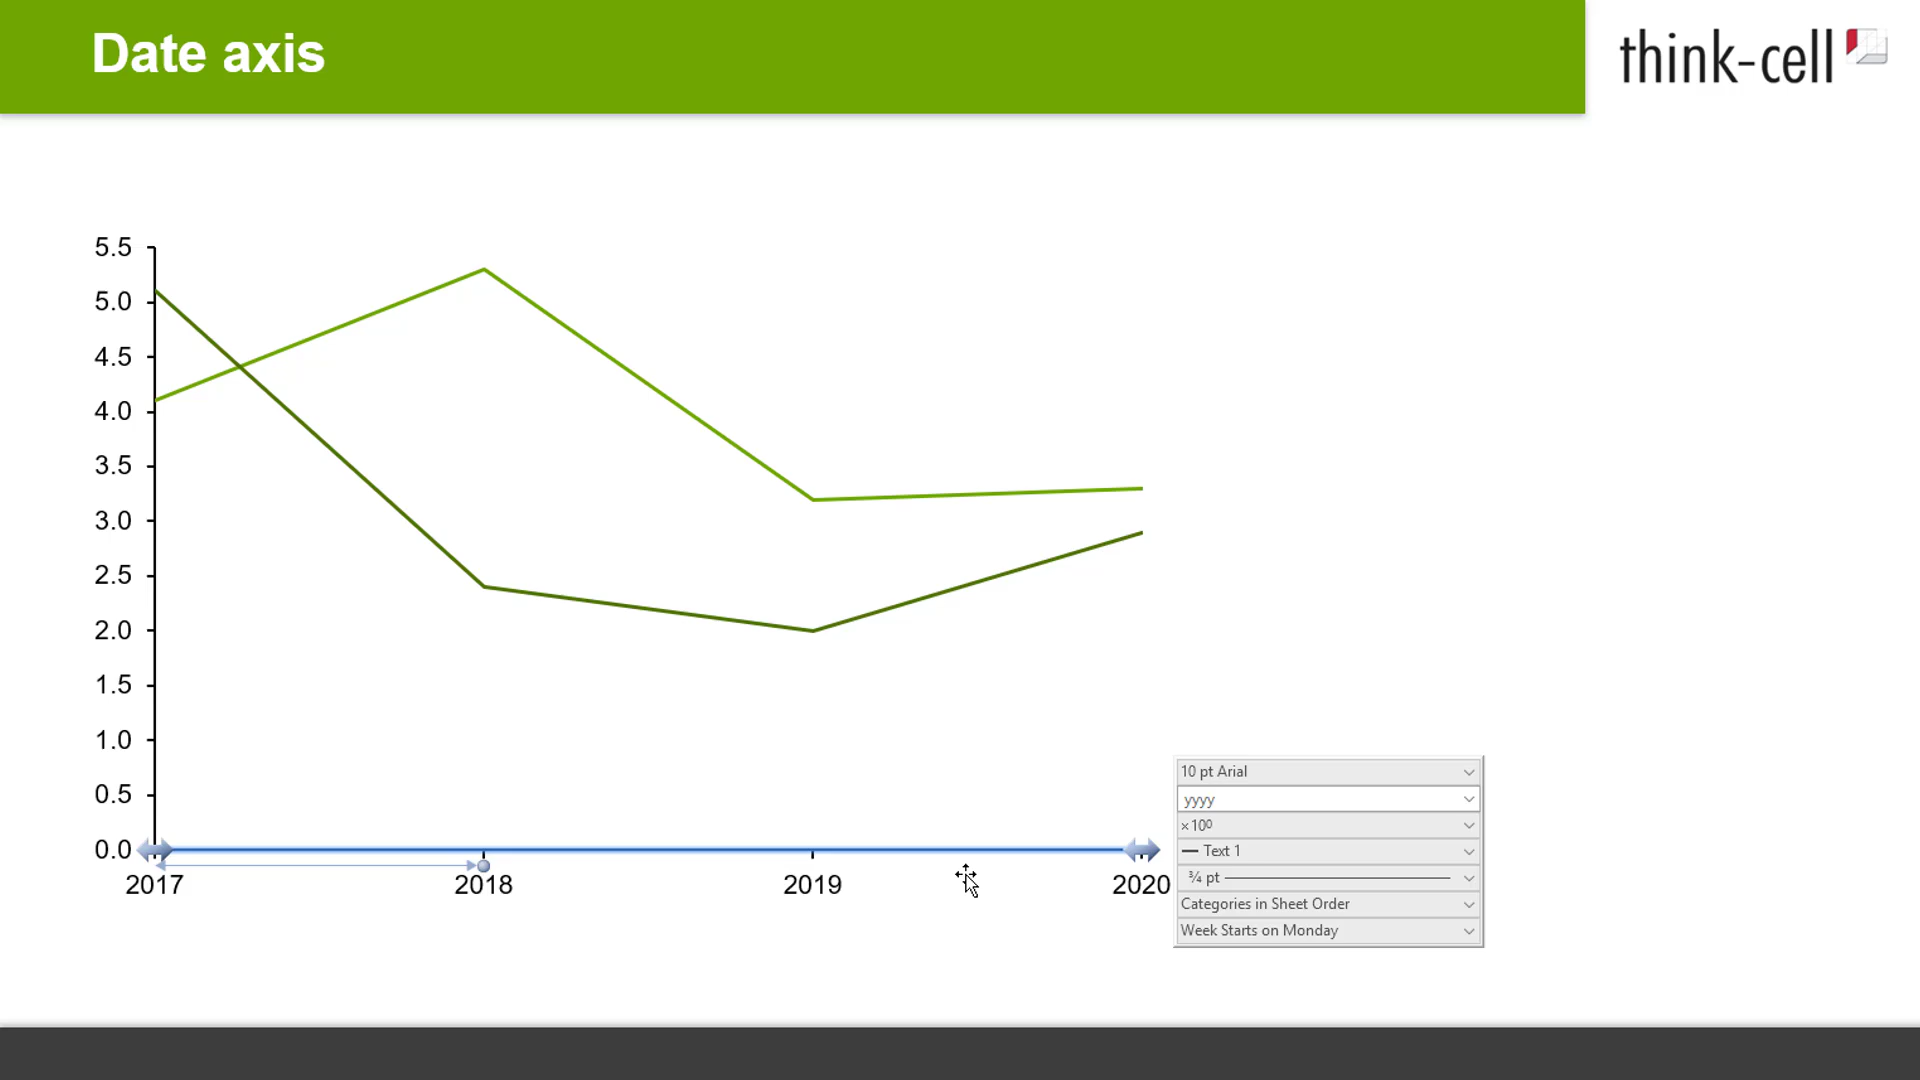 Date axis
think-cell
5.5
5.0
4.5
4.0
3.5
3.0
2.5
2.0
1.5
1.0
0.5
0.0
2017 2018 2019 2020
10 pt Arial
yyyy
×10⁰
Text 1
¾ pt
Categories in Sheet Order
Week Starts on Monday